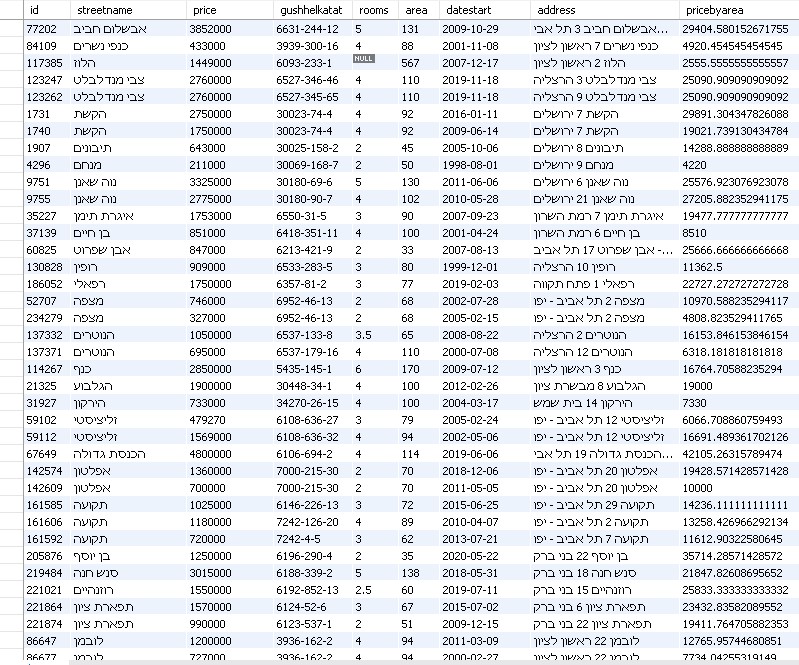 id streetname price gushhelkatat rooms area datestart address pricebyarea
77202 אבשלום חביב 3852000 6631-244-12 5 131 2009-10-29 אבשלום חביב 3 תל אבי... 29404.580152671755
84109 כנפי נשרים 433000 3939-300-16 4 88 2001-11-08 כנפי נשרים 7 ראשון לציון 4920.454545454545
117385 הלוז 1449000 6093-233-1 NULL 567 2007-12-17 הלוז 2 ראשון לציון 2555.5555555555557
123247 צבי מנדלבלט 2760000 6527-346-46 4 110 2019-11-18 צבי מנדלבלט 3 הרצליה 25090.909090909092
123262 צבי מנדלבלט 2760000 6527-345-65 4 110 2019-11-18 צבי מנדלבלט 9 הרצליה 25090.909090909092
1731 הקשת 2750000 30023-74-4 4 92 2016-01-11 הקשת 7 ירושלים 29891.304347826088
1740 הקשת 1750000 30023-74-4 4 92 2009-06-14 הקשת 7 ירושלים 19021.739130434784
1907 תיבונים 643000 30025-158-2 2 45 2005-10-06 תיבונים 8 ירושלים 14288.888888888889
4296 מנחם 211000 30069-168-7 2 50 1998-08-01 מנחם 9 ירושלים 4220
9751 נוה שאנן 3325000 30180-69-6 5 130 2011-06-06 נוה שאנן 6 ירושלים 25576.923076923078
9755 נוה שאנן 2775000 30180-90-7 4 102 2010-05-28 נוה שאנן 21 ירושלים 27205.882352941175
35227 איגרת תימן 1753000 6550-31-5 3 90 2007-09-23 איגרת תימן 7 רמת השרון 19477.777777777777
37139 בן חיים 851000 6418-351-11 4 100 2001-04-24 בן חיים 6 רמת השרון 8510
60825 אבן שפרוט 847000 6213-421-9 2 33 2007-08-13 אבן שפרוט 17 תל אביב -... 25666.666666666668
130828 רופין 909000 6533-283-5 3 80 1999-12-01 רופין 10 הרצליה 11362.5
186052 רפאלי 1750000 6357-81-2 3 77 2019-02-03 רפאלי 1 פתח תקווה 22727.272727272728
52707 מצפה 746000 6952-46-13 2 68 2002-07-28 מצפה 2 תל אביב - יפו 10970.588235294117
234279 מצפה 327000 6952-46-13 2 68 2005-02-15 מצפה 2 תל אביב - יפו 4808.823529411765
137332 הנוטרים 1050000 6537-133-8 3.5 65 2008-08-22 הנוטרים 2 הרצליה 16153.846153846154
137371 הנוטרים 695000 6537-179-16 4 110 2000-07-08 הנוטרים 12 הרצליה 6318.181818181818
114267 כנף 2850000 5435-145-1 6 170 2009-07-12 כנף 3 ראשון לציון 16764.70588235294
21325 הגלבוע 1900000 30448-34-1 4 100 2012-02-26 הגלבוע 8 מבשרת ציון 19000
31927 הירקון 733000 34270-26-15 4 100 2004-03-17 הירקון 14 בית שמש 7330
59102 זליציסטי 479270 6108-636-27 3 79 2005-02-24 זליציסטי 12 תל אביב - יפו 6066.708860759493
59112 זליציסטי 1569000 6108-636-32 4 94 2002-05-06 זליציסטי 12 תל אביב - יפו 16691.489361702126
67649 הכנסת גדולה 4800000 6106-694-2 4 114 2019-06-06 הכנסת גדולה 19 תל אבי... 42105.26315789474
142574 אפלטון 1360000 7000-215-30 2 70 2018-12-06 אפלטון 20 תל אביב - יפו 19428.571428571428
142609 אפלטון 700000 7000-215-30 2 70 2011-05-05 אפלטון 20 תל אביב - יפו 10000
161585 תקועה 1025000 6146-226-13 3 72 2015-06-25 תקועה 29 תל אביב - יפו 14236.111111111111
161606 תקועה 1180000 7242-126-20 4 89 2010-04-07 תקועה 2 תל אביב - יפו 13258.426966292134
161592 תקועה 720000 7242-4-5 3 62 2013-07-21 תקועה 7 תל אביב - יפו 11612.90322580645
205876 בן יוסף 1250000 6196-290-4 2 35 2020-05-22 בן יוסף 22 בני ברק 35714.28571428572
219484 סנש חנה 3015000 6188-339-2 5 138 2018-05-31 סנש חנה 18 בני ברק 21847.82608695652
221021 רוזנהיים 1550000 6192-852-13 2.5 60 2019-07-11 רוזנהיים 15 בני ברק 25833.333333333332
221864 תפארת ציון 1570000 6124-52-6 3 67 2015-07-02 תפארת ציון 6 בני ברק 23432.83582089552
221874 תפארת ציון 990000 6123-537-1 2 51 2009-12-15 תפארת ציון 22 בני ברק 19411.764705882353
86647 לובמן 1200000 3936-162-2 4 94 2011-03-09 לובמן 22 ראשון לציון 12765.95744680851
86677 לובמן 727000 3936-162-2 4 94 2000-02-27 לובמן 22 ראשון לציון 7734.04255319149